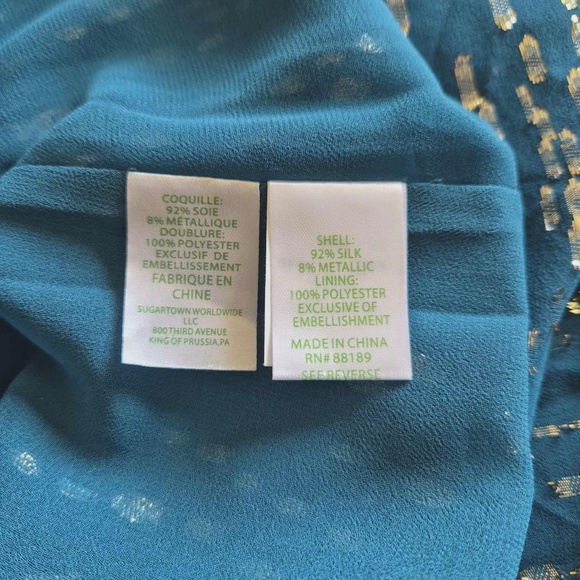 COQUILLE:
92% SOIE
8% MÉTALLIQUE
DOUBLURE:
100% POLYESTER
EXCLUSIF DE
EMBELLISSEMENT
FABRIQUE EN
CHINE
SUGARTOWN WORLDWIDE
LLC
800 THIRD AVENUE
KING OF PRUSSIA,PA
SHELL:
92% SILK
8% METALLIC
LINING:
100% POLYESTER
EXCLUSIVE OF
EMBELLISHMENT
MADE IN CHINA
RN# 88189
SEE REVERSE